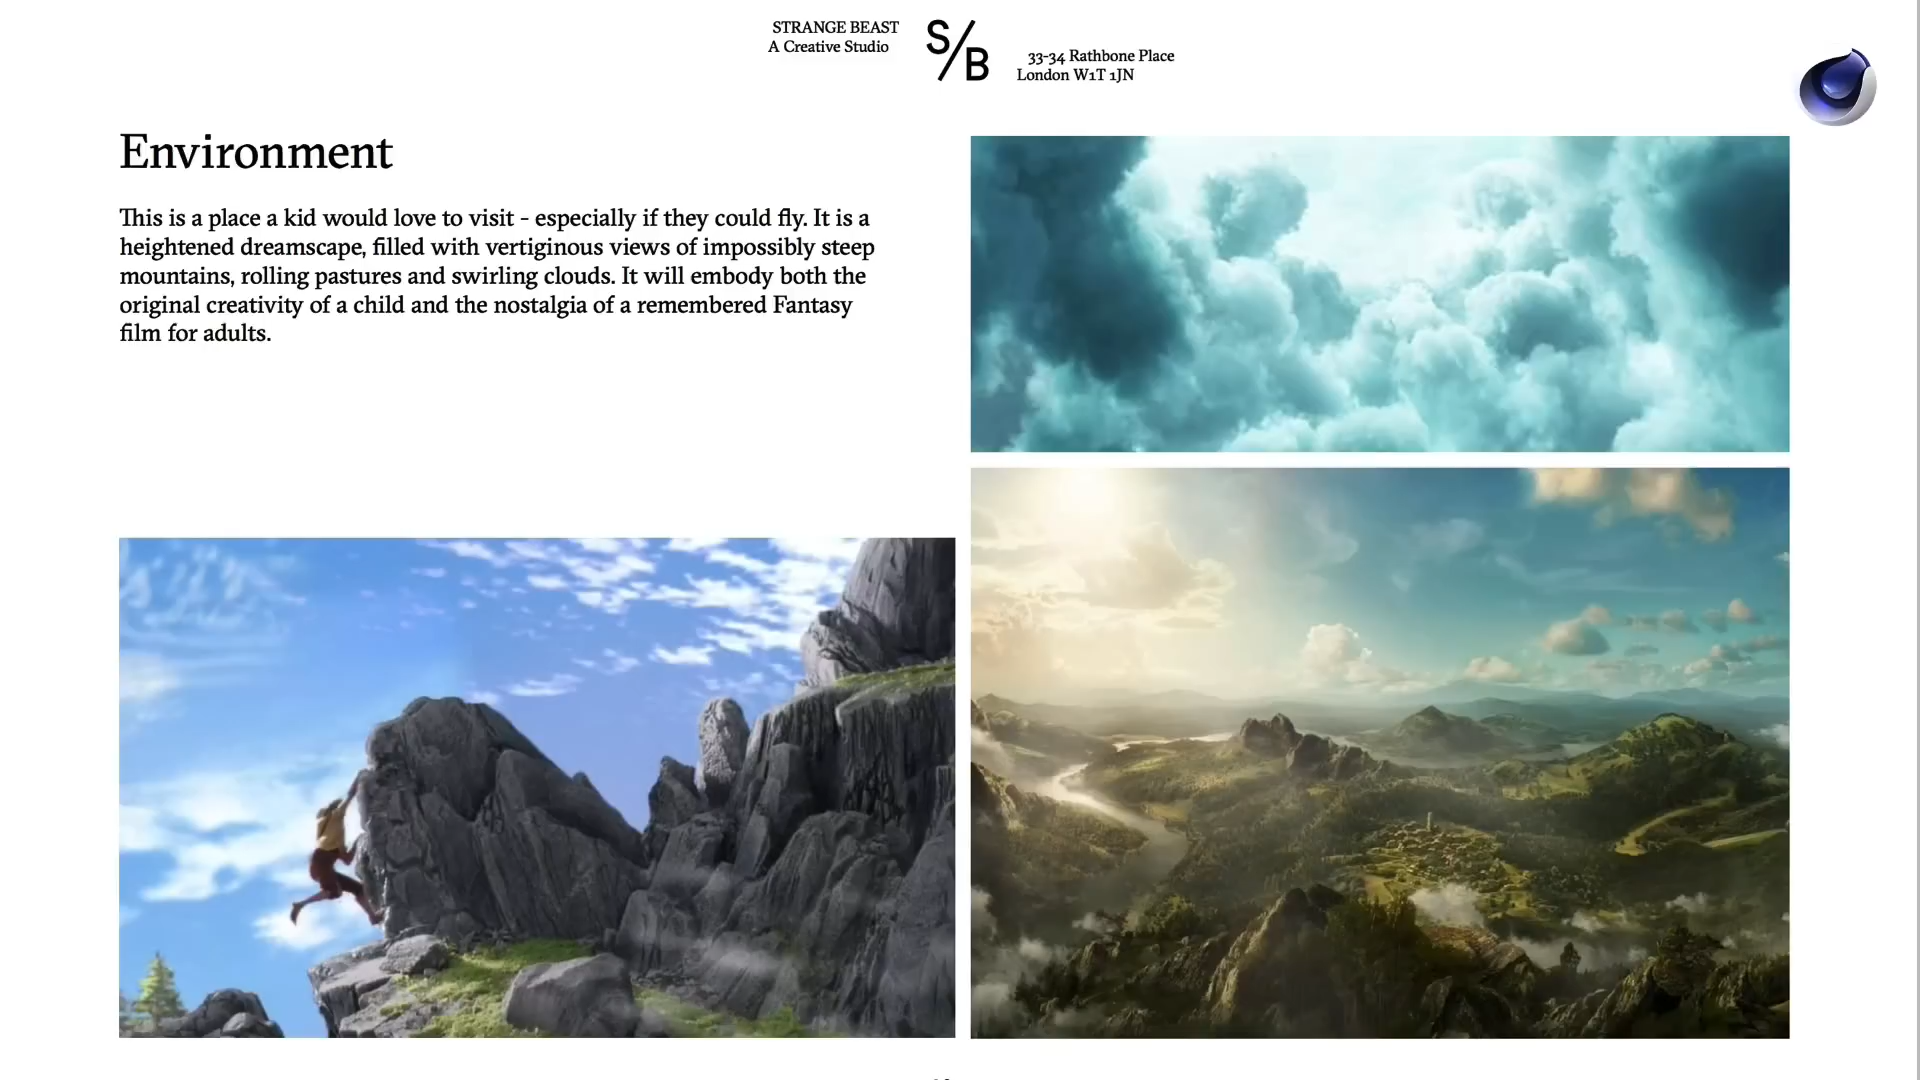 STRANGE BEAST
A Creative Studio
S/B
33-34 Rathbone Place
London W1T 1JN
Environment
This is a place a kid would love to visit - especially if they could fly. It is a
heightened dreamscape, filled with vertiginous views of impossibly steep
mountains, rolling pastures and swirling clouds. It will embody both the
original creativity of a child and the nostalgia of a remembered Fantasy
film for adults.